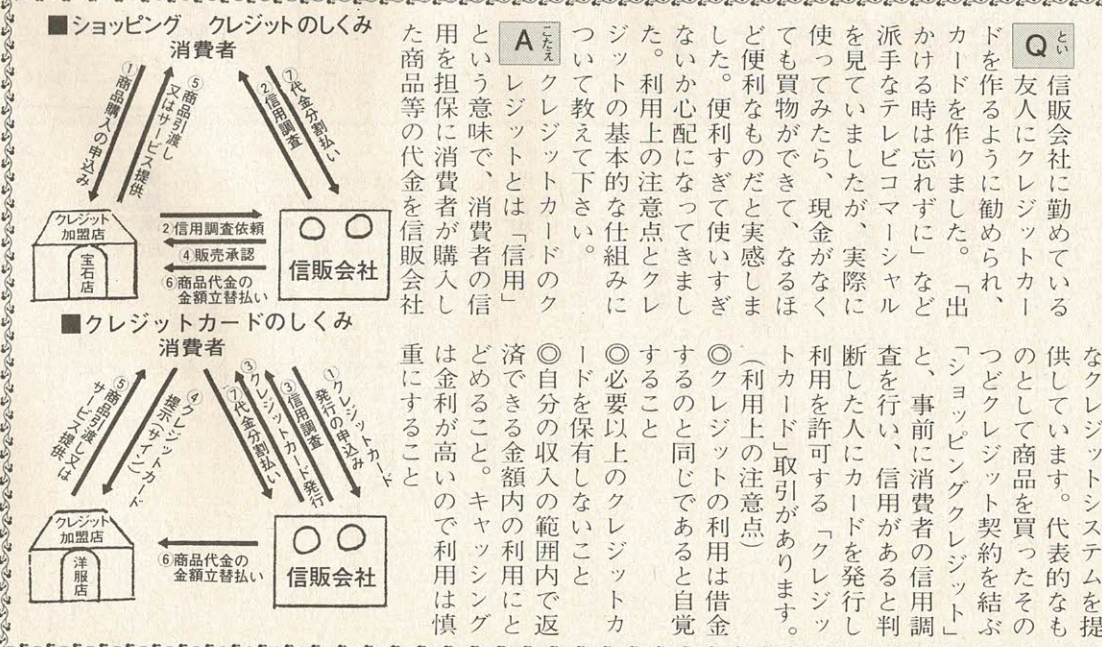 Q
とい
信販会社に勤めている
友人にクレジットカー
ドを作るように勧められ、
カードを作りました。「出
かける時は忘れずに」など
派手なテレビコマーシャル
を見ていましたが、実際に
使ってみたら、現金がなく
ても買物ができて、なるほ
ど便利なものだと実感しま
した。便利すぎて使いすぎ
ないか心配になってきまし
た。利用上の注意点とクレ
ジットの基本的な仕組みに
ついて教えて下さい。
A
こたえ
クレジットカードのク
レジットとは「信用」
という意味で、消費者の信
用を担保に消費者が購入し
た商品等の代金を信販会社
なクレジットシステムを提
供しています。代表的なも
のとして商品を買ったその
つどクレジット契約を結ぶ
「ショッピングクレジット」
と、事前に消費者の信用調
査を行い、信用があると判
断した人にカードを発行し
利用を許可する「クレジッ
トカード」取引があります。
(利用上の注意点)
◎クレジットの利用は借金
するのと同じであると自覚
すること
◎必要以上のクレジットカ
ードを保有しないこと
◎自分の収入の範囲内で返
済できる金額内の利用にと
どめること。キャッシング
は金利が高いので利用は慎
重にすること
■ショッピング クレジットのしくみ
消費者
①商品購入の申込み
⑤商品引渡し
又はサービス提供
②信用調査
⑦代金分割払い
クレジット
加盟店
宝石店
②信用調査依頼
④販売承認
⑥商品代金の
金額立替払い
信販会社
■クレジットカードのしくみ
消費者
⑤商品引渡し又は
サービス提供
④クレジットカード
提示(サイン)
⑦代金分割払い
③クレジットカード発行
③信用調査
①クレジットカード
発行の申込み
クレジット
加盟店
洋服店
⑥商品代金の
金額立替払い
信販会社